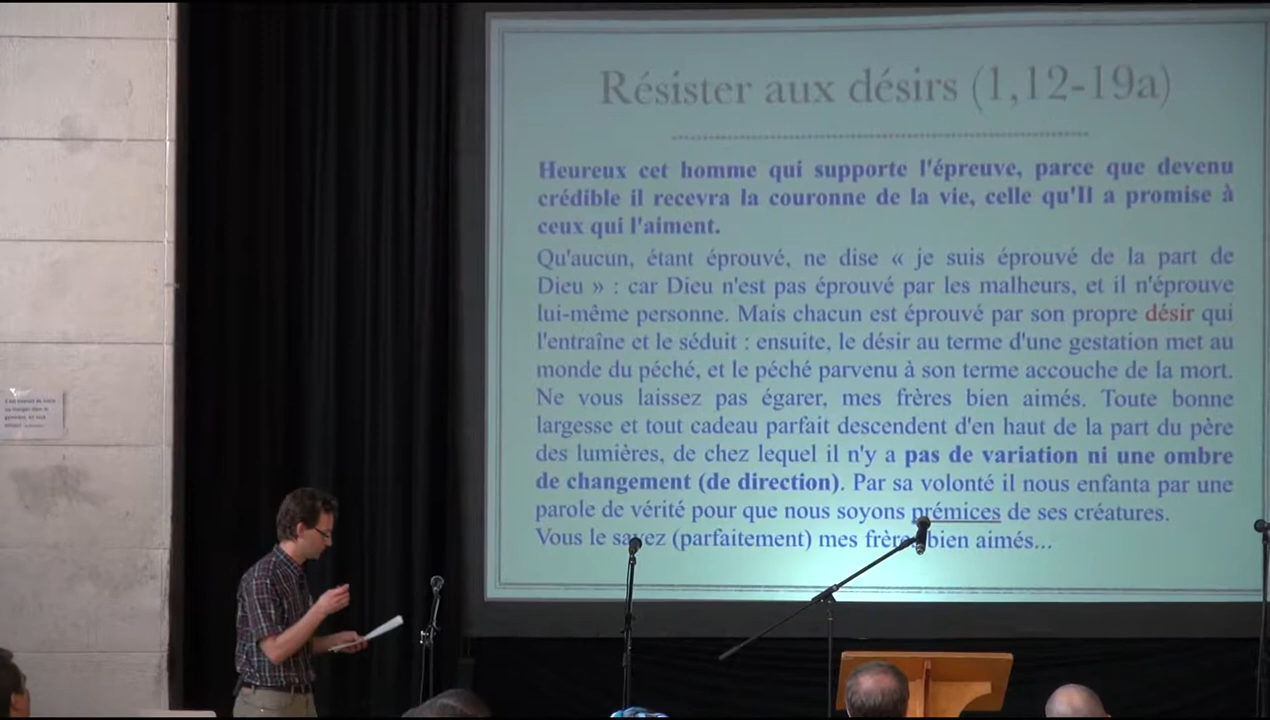 Résister aux désirs (1,12-19a)
Heureux cet homme qui supporte l'épreuve, parce que devenu
crédible il recevra la couronne de la vie, celle qu'Il a promise à
ceux qui l'aiment.
Qu'aucun, étant éprouvé, ne dise « je suis éprouvé de la part de
Dieu » : car Dieu n'est pas éprouvé par les malheurs, et il n'éprouve
lui-même personne. Mais chacun est éprouvé par son propre désir qui
l'entraîne et le séduit : ensuite, le désir au terme d'une gestation met au
monde du péché, et le péché parvenu à son terme accouche de la mort.
Ne vous laissez pas égarer, mes frères bien aimés. Toute bonne
largesse et tout cadeau parfait descendent d'en haut de la part du père
des lumières, de chez lequel il n'y a pas de variation ni une ombre
de changement (de direction). Par sa volonté il nous enfanta par une
parole de vérité pour que nous soyons prémices de ses créatures.
Vous le savez (parfaitement) mes frères bien aimés...